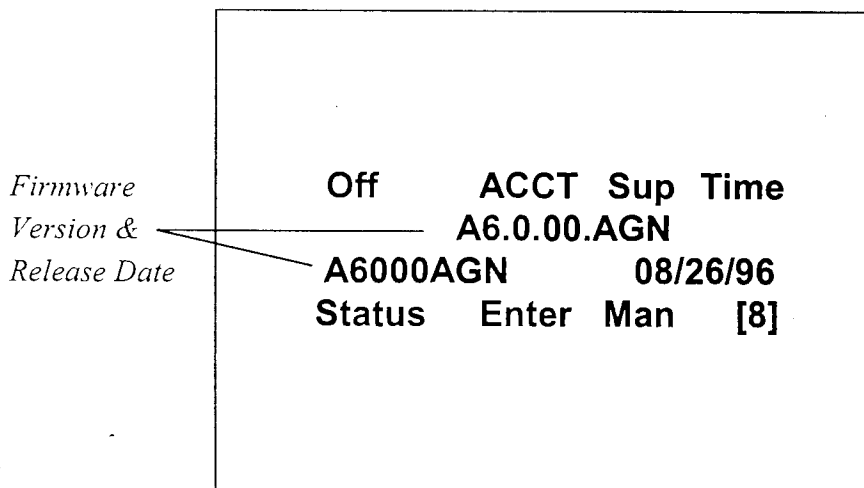 Firmware
Version &
Release Date
Off ACCT Sup Time
A6.0.00.AGN
A6000AGN 08/26/96
Status Enter Man [8]